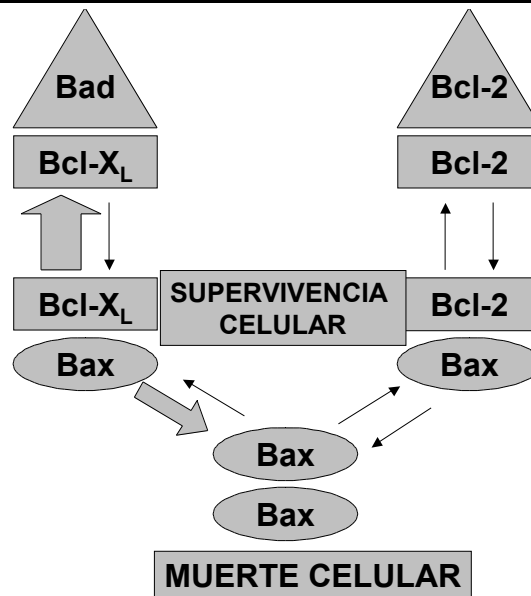 Bad
Bcl-2
Bcl-XL
Bcl-2
Bcl-XL
SUPERVIVENCIA
CELULAR
Bcl-2
Bax
Bax
Bax
Bax
MUERTE CELULAR